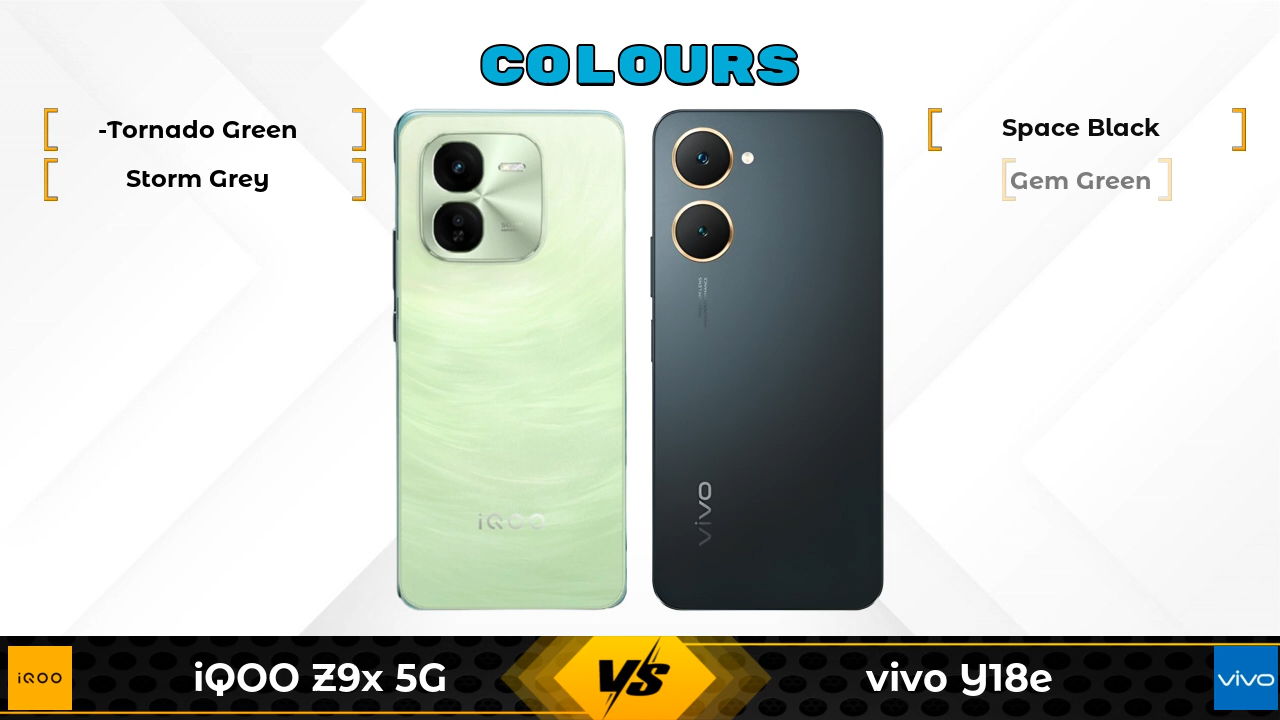 COLOURS
-Tornado Green
Storm Grey
Space Black
Gem Green
iQOO
vivo
iQOO
iQOO Z9x 5G
VS
vivo Y18e
vivo